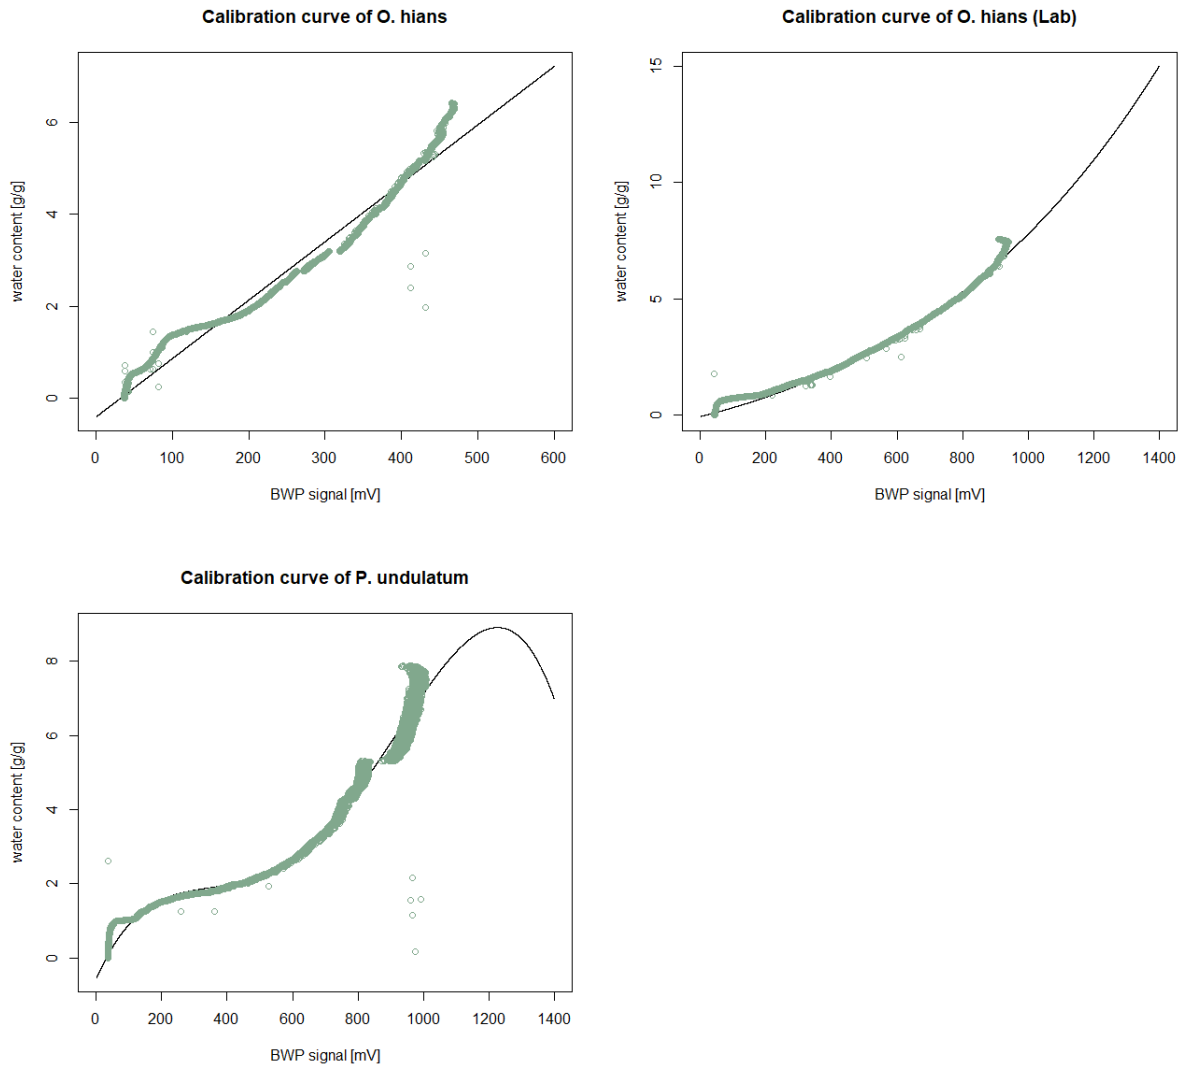 Calibration curve of O. hians
water content [g/g]
6
4
2
0
0 100 200 300 400 500 600
BWP signal [mV]
Calibration curve of O. hians (Lab)
water content [g/g]
15
10
5
0
0 200 400 600 800 1000 1200 1400
BWP signal [mV]
Calibration curve of P. undulatum
water content [g/g]
8
6
4
2
0
0 200 400 600 800 1000 1200 1400
BWP signal [mV]